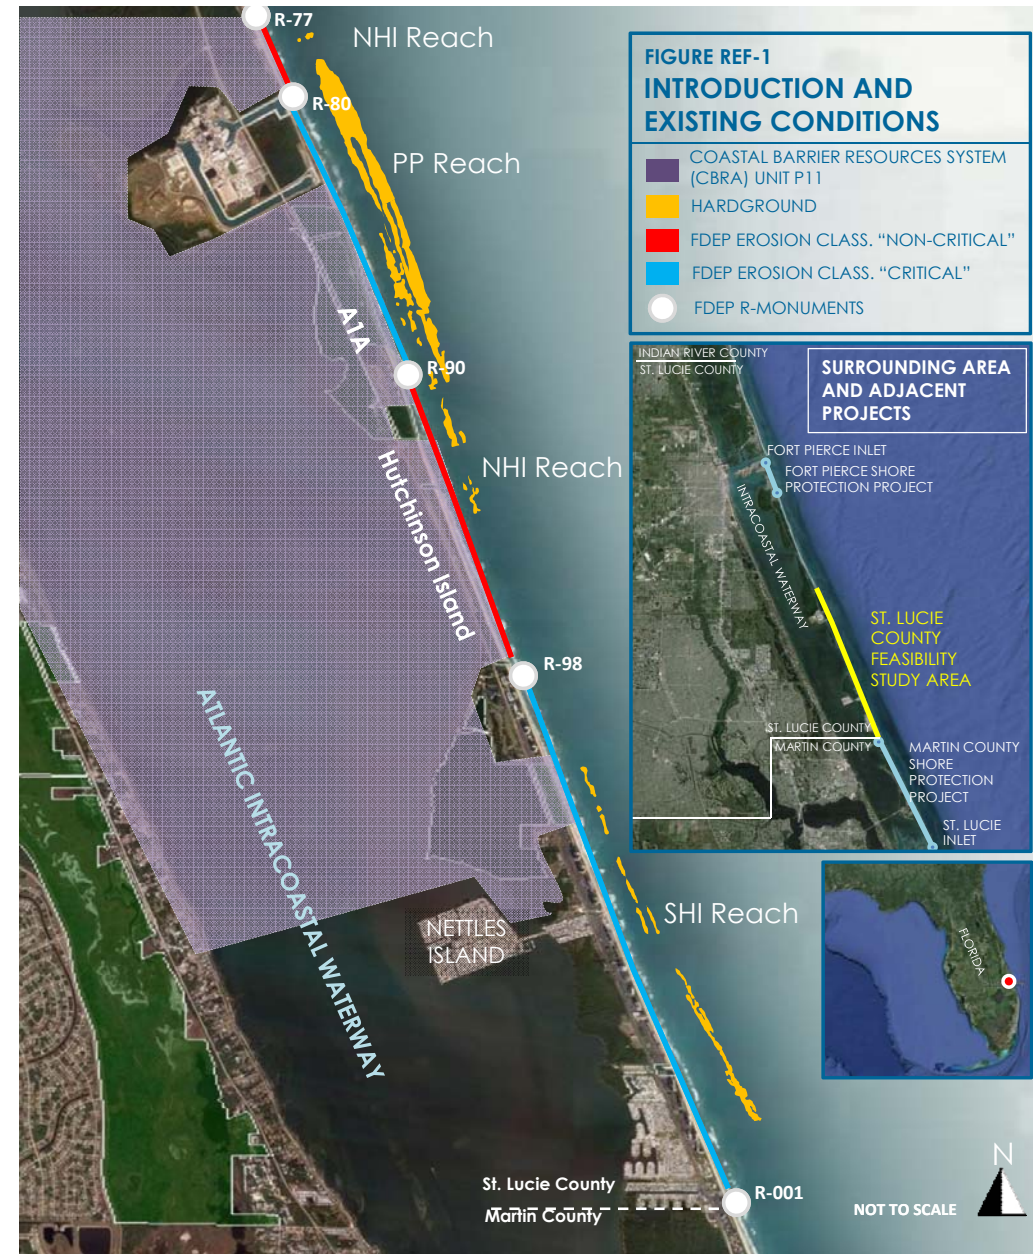 R-77
NHI Reach
R-80
PP Reach
A1A
R-90
NHI Reach
Hutchinson Island
R-98
ATLANTIC INTRACOASTAL WATERWAY
NETTLES
ISLAND
SHI Reach
St. Lucie County
Martin County
R-001
NOT TO SCALE
N
FIGURE REF-1
INTRODUCTION AND
EXISTING CONDITIONS
COASTAL BARRIER RESOURCES SYSTEM
(CBRA) UNIT P11
HARDGROUND
FDEP EROSION CLASS. “NON-CRITICAL”
FDEP EROSION CLASS. “CRITICAL”
FDEP R-MONUMENTS
INDIAN RIVER COUNTY
ST. LUCIE COUNTY
SURROUNDING AREA
AND ADJACENT
PROJECTS
FORT PIERCE INLET
FORT PIERCE SHORE
PROTECTION PROJECT
INTRACOASTAL WATERWAY
ST. LUCIE
COUNTY
FEASIBILITY
STUDY AREA
ST. LUCIE COUNTY
MARTIN COUNTY
MARTIN COUNTY
SHORE
PROTECTION
PROJECT
ST. LUCIE
INLET
FLORIDA